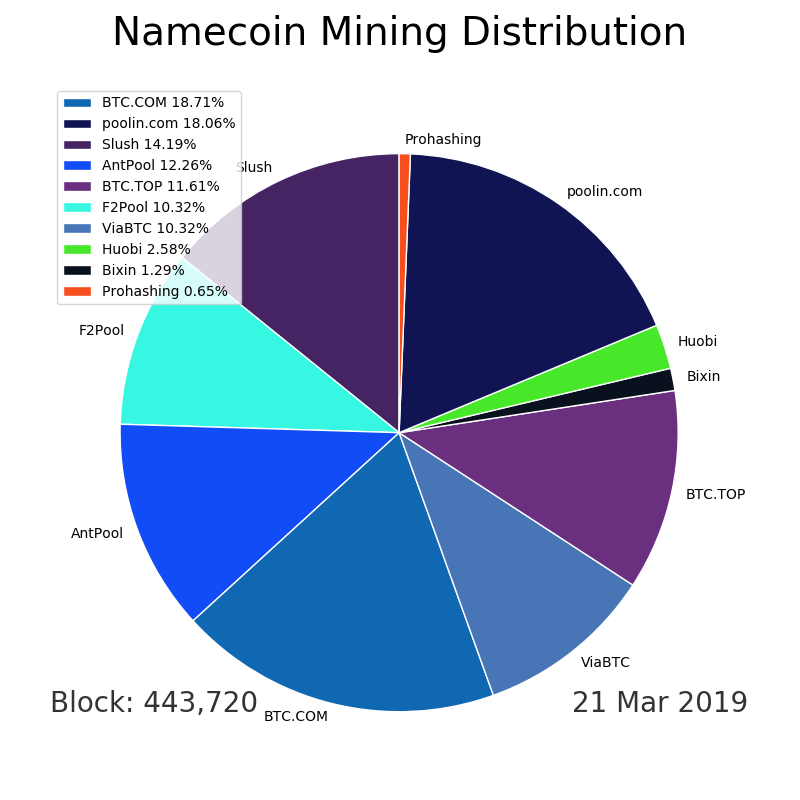 Namecoin Mining Distribution
BTC.COM 18.71%
poolin.com 18.06%
Slush 14.19%
AntPool 12.26%
BTC.TOP 11.61%
F2Pool 10.32%
ViaBTC 10.32%
Huobi 2.58%
Bixin 1.29%
Prohashing 0.65%
Prohashing
Slush
poolin.com
F2Pool
Huobi
Bixin
BTC.TOP
AntPool
ViaBTC
BTC.COM
Block: 443,720
21 Mar 2019